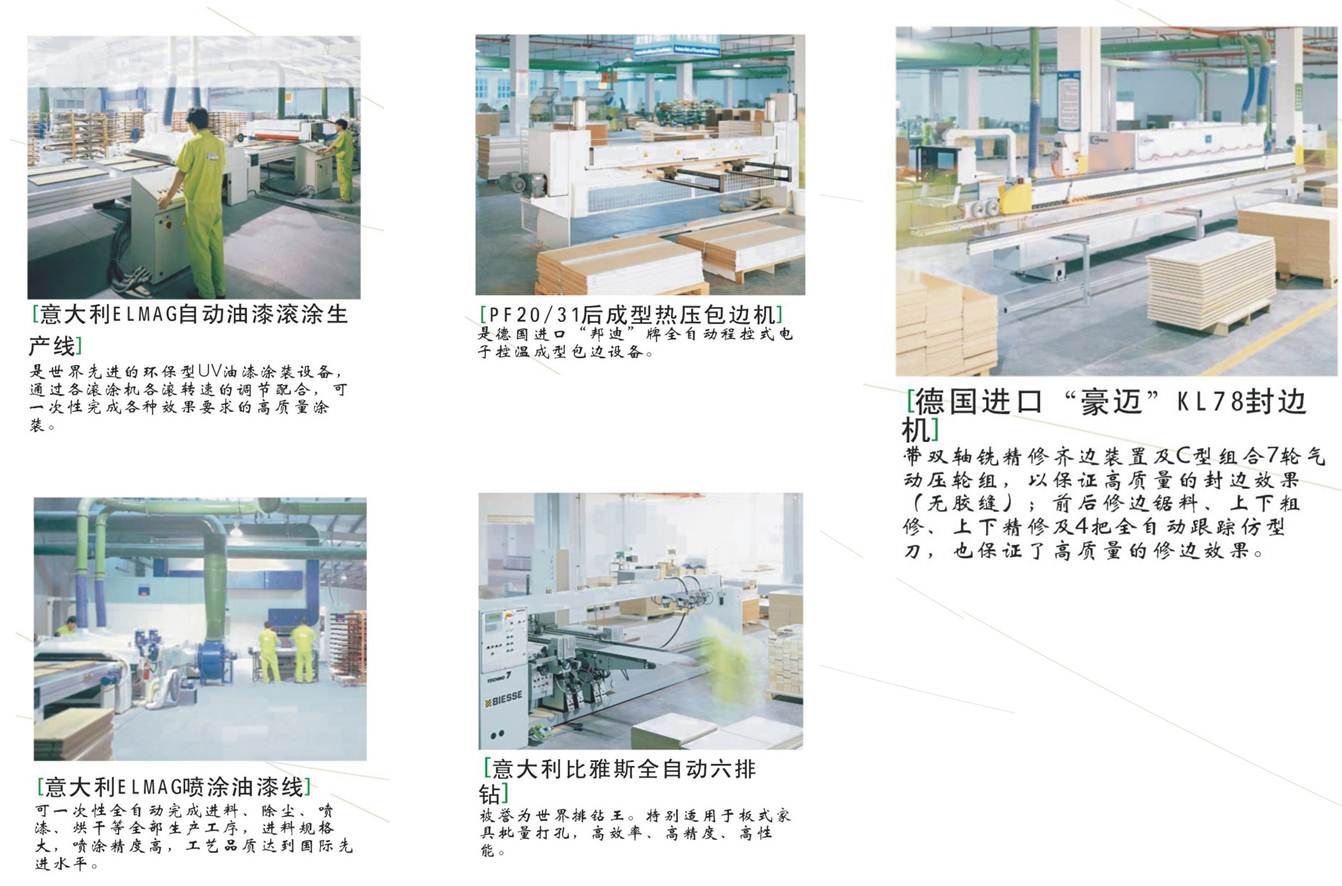 [意大利ELMAG自动油漆滚涂生
产线]
是世界先进的环保型UV油漆涂装设备，
通过各滚涂机各滚转速的调节配合，可
一次性完成各种效果要求的高质量涂
装。
[PF20/31后成型热压包边机]
是德国进口“邦迪”牌全自动程控式电
子控温成型包边设备。
[德国进口“豪迈”KL78封边
机]
带双轴铣精修齐边装置及C型组合7轮气
动压轮组，以保证高质量的封边效果
（无胶缝）；前后修边锯料、上下粗
修、上下精修及4把全自动跟踪仿型
刀，也保证了高质量的修边效果。
[意大利ELMAG喷涂油漆线]
可一次性全自动完成进料、除尘、喷
漆、烘干等全部生产工序，进料规格
大，喷涂精度高，工艺品质达到国际先
进水平。
TECHNO 7
BIESSE
[意大利比雅斯全自动六排
钻]
被誉为世界排钻王。特别适用于板式家
具批量打孔，高效率、高精度、高性
能。